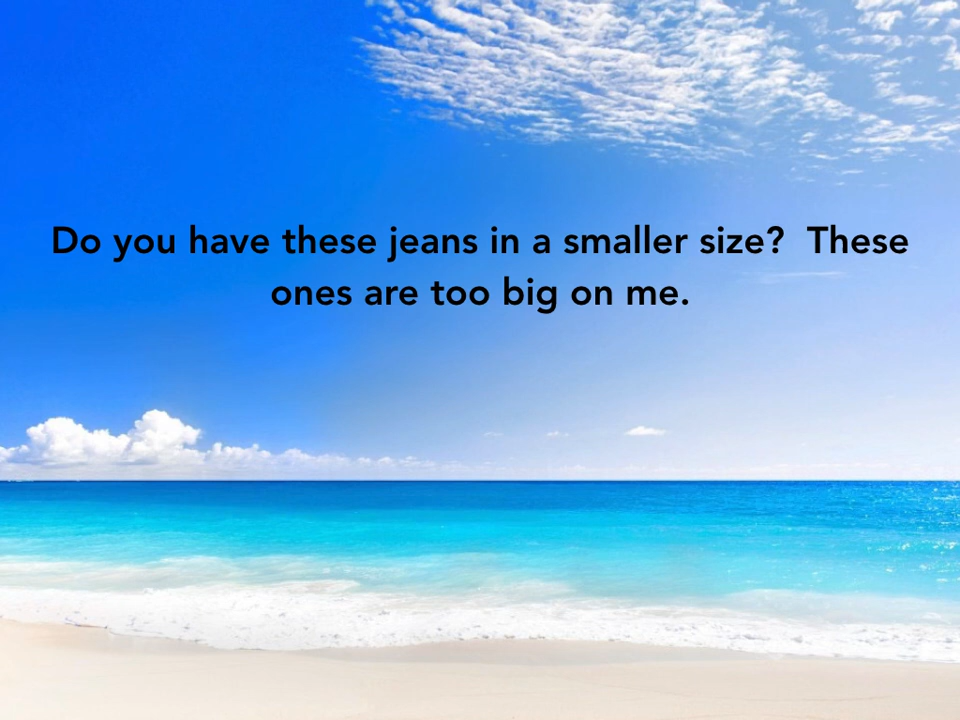 Do you have these jeans in a smaller size?  These
ones are too big on me.